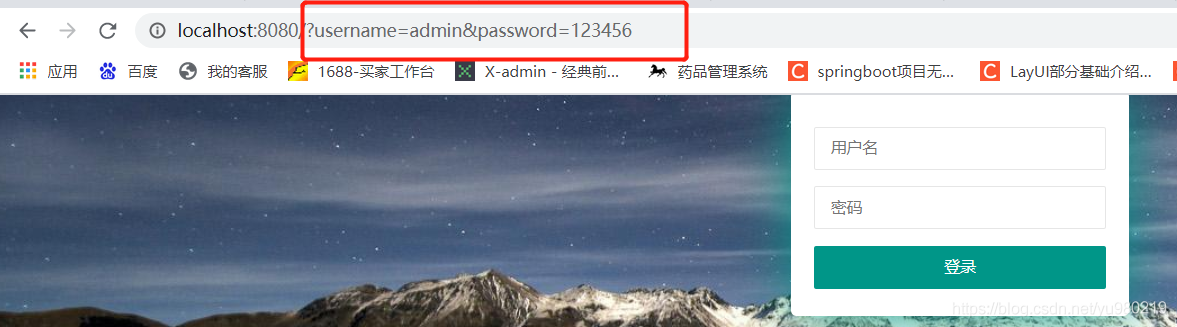 localhost:8080/?username=admin&password=123456
应用 百度 我的客服 1688-买家工作台 X-admin - 经典前... 药品管理系统 springboot项目无... LayUI部分基础介绍...
用户名
密码
登录
https://blog.csdn.net/yu980219